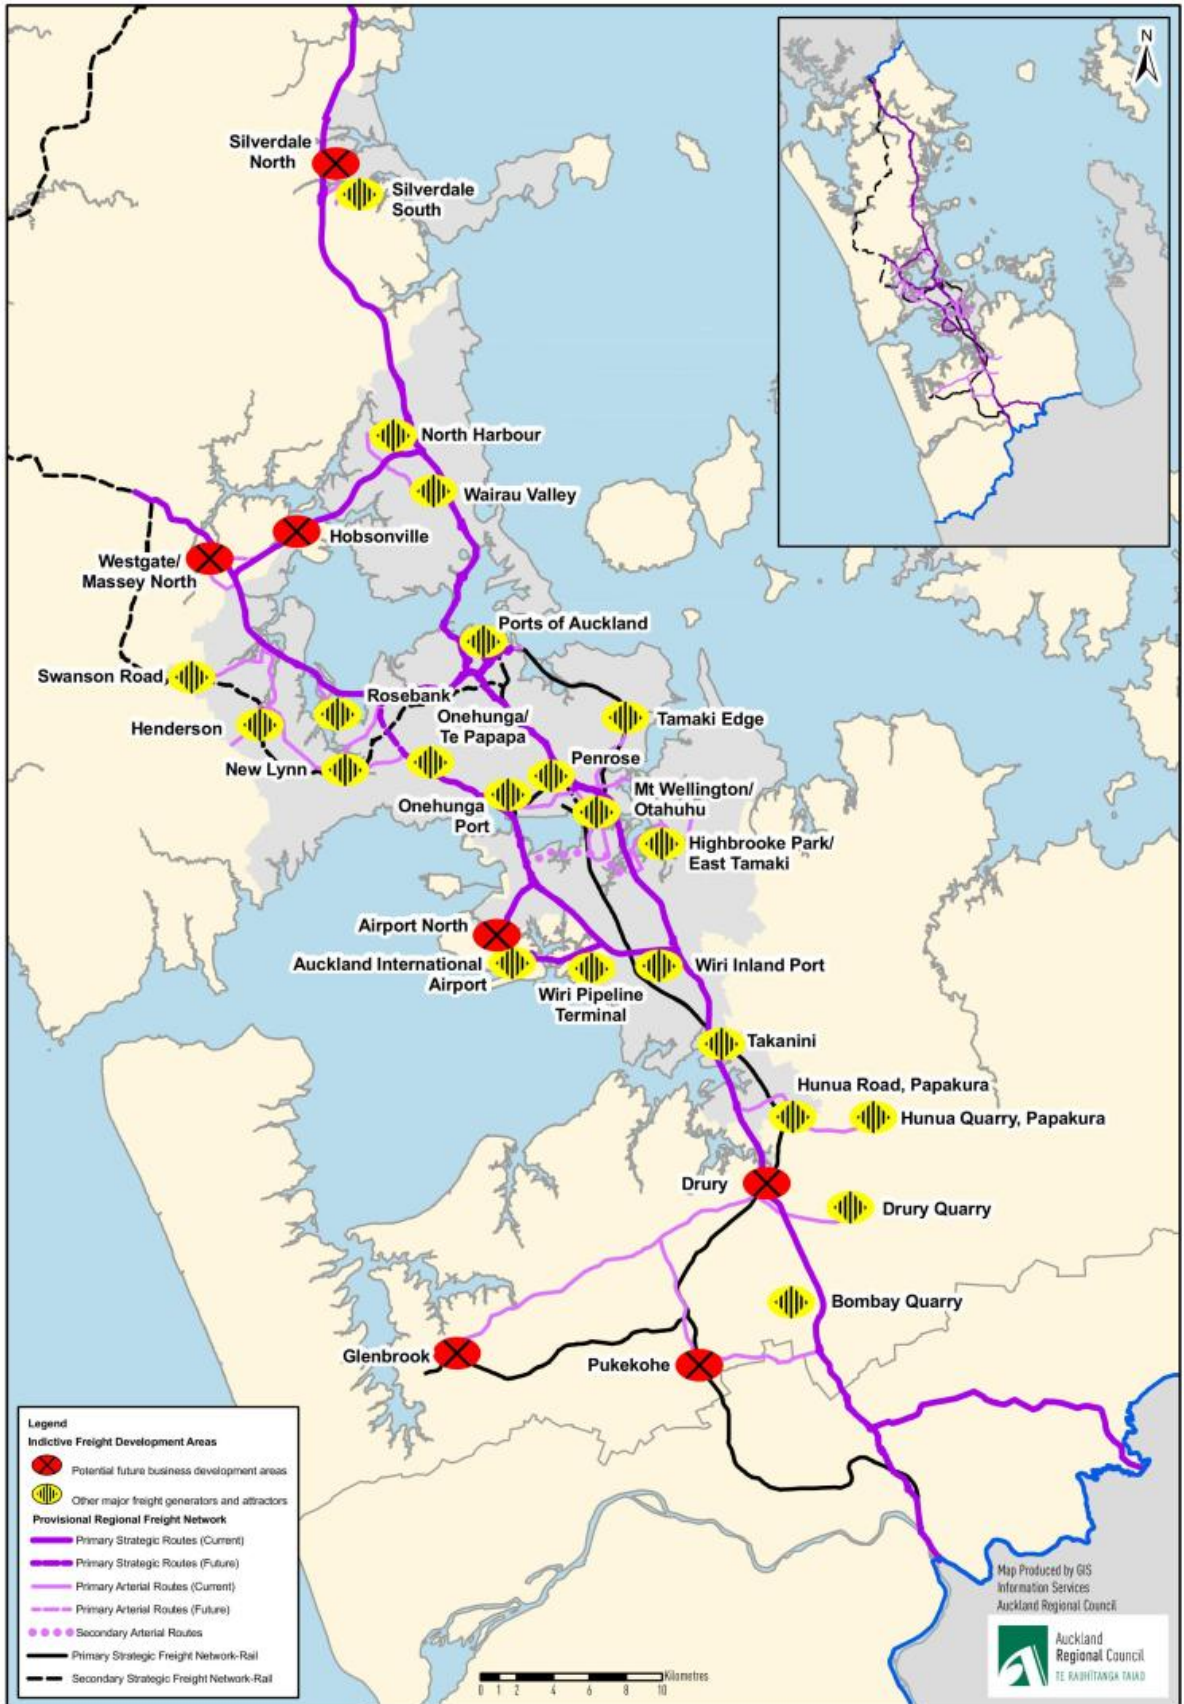 N
Silverdale
North
Silverdale
South
North Harbour
Wairau Valley
Hobsonville
Westgate/
Massey North
Ports of Auckland
Swanson Road
Rosebank
Henderson
Onehunga/
Te Papapa
Tamaki Edge
New Lynn
Penrose
Onehunga
Port
Mt Wellington/
Otahuhu
Highbrooke Park/
East Tamaki
Airport North
Auckland International
Airport
Wiri Inland Port
Wiri Pipeline
Terminal
Takanini
Hunua Road, Papakura
Hunua Quarry, Papakura
Drury
Drury Quarry
Bombay Quarry
Glenbrook
Pukekohe
Legend
Indictive Freight Development Areas
Potential future business development areas
Other major freight generators and attractors
Provisional Regional Freight Network
Primary Strategic Routes (Current)
Primary Strategic Routes (Future)
Primary Arterial Routes (Current)
Primary Arterial Routes (Future)
Secondary Arterial Routes
Primary Strategic Freight Network-Rail
Secondary Strategic Freight Network-Rail
Kilometres
0 1 2 4 6 8 10
Map Produced by GIS
Information Services
Auckland Regional Council
Auckland
Regional Council
TE RAUHĪTANGA TAIAO